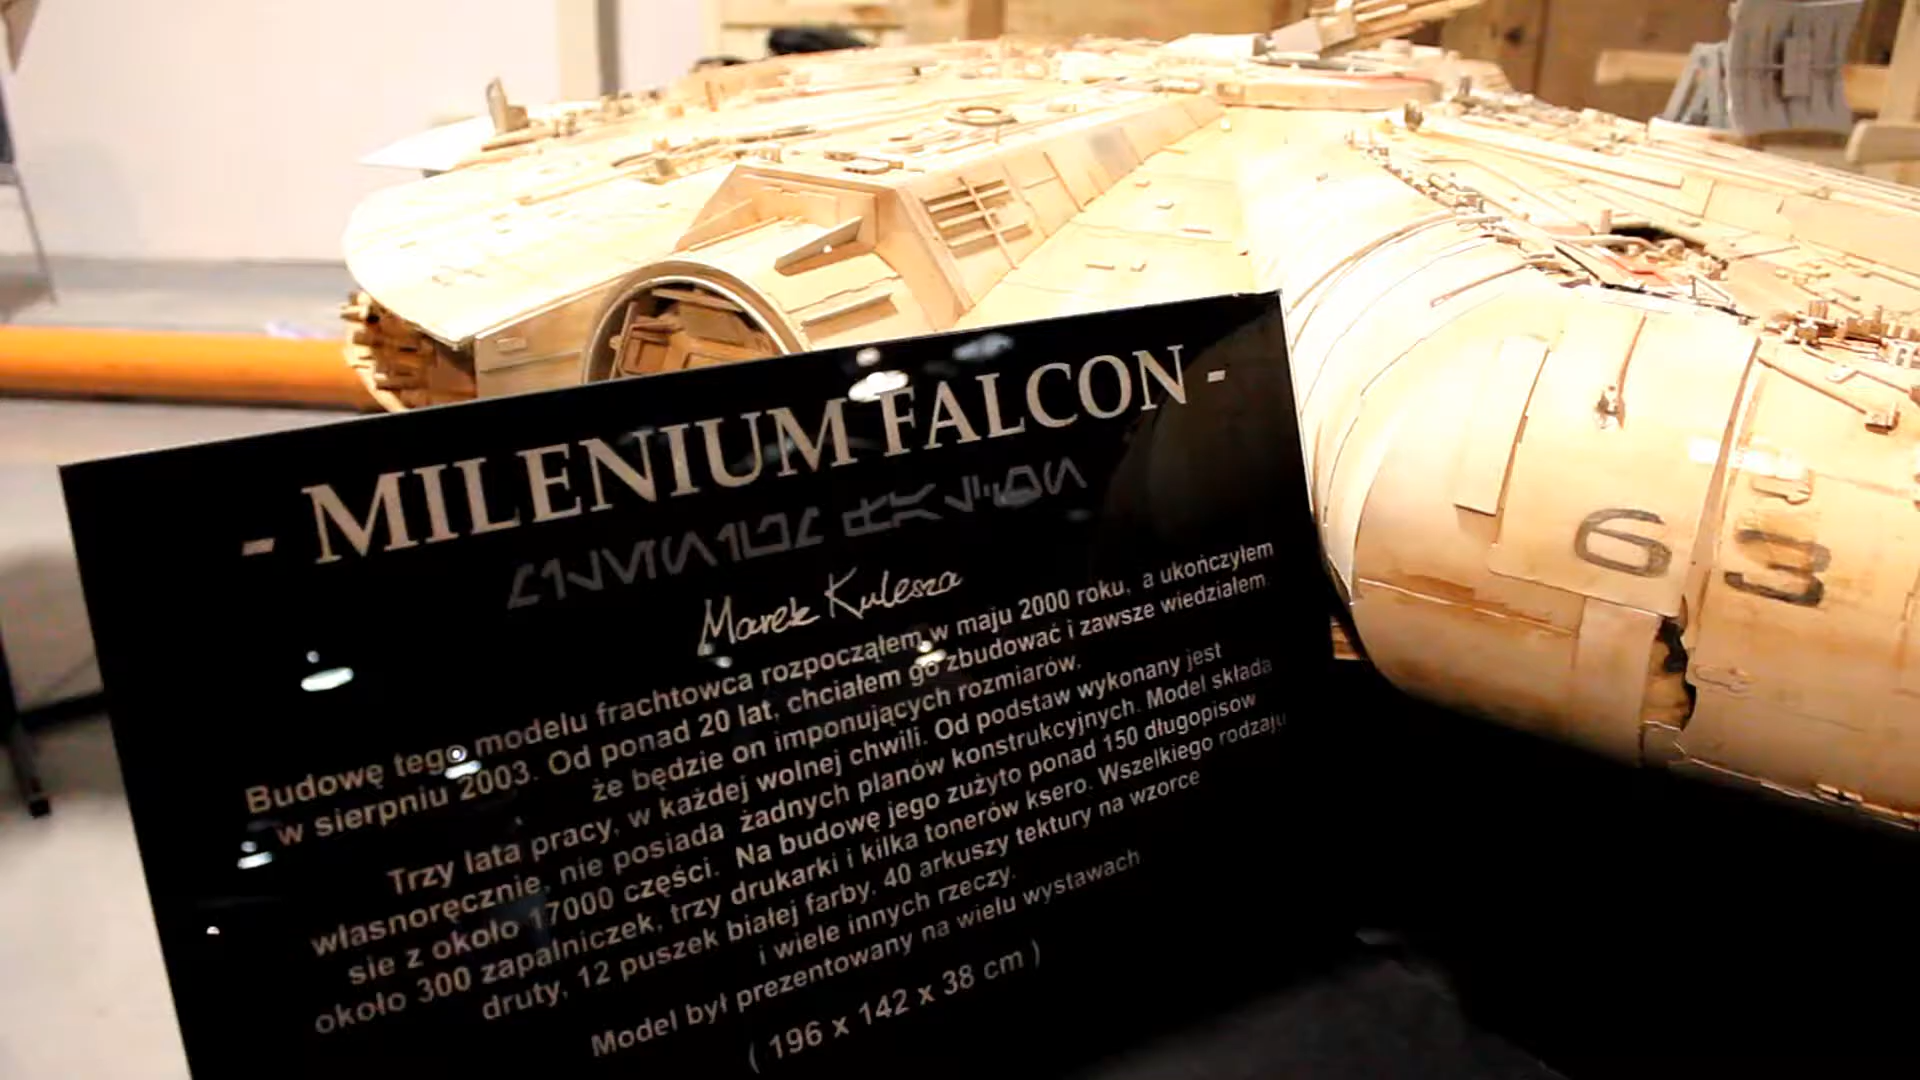 - MILENIUM FALCON -
Marek Kulesza
Budowę tego modelu frachtowca rozpocząłem w maju 2000 roku, a ukończyłem
w sierpniu 2003. Od ponad 20 lat, chciałem go zbudować i zawsze wiedziałem,
że będzie on imponujących rozmiarów.
Trzy lata pracy, w każdej wolnej chwili. Od podstaw wykonany jest
własnoręcznie, nie posiada żadnych planów konstrukcyjnych. Model składa
sie z około 17000 części. Na budowę jego zużyto ponad 150 długopisow
około 300 zapalniczek, trzy drukarki i kilka tonerów ksero. Wszelkiego rodzaju
druty, 12 puszek białej farby, 40 arkuszy tektury na wzorce
i wiele innych rzeczy.
Model był prezentowany na wielu wystawach
( 196 x 142 x 38 cm )
63